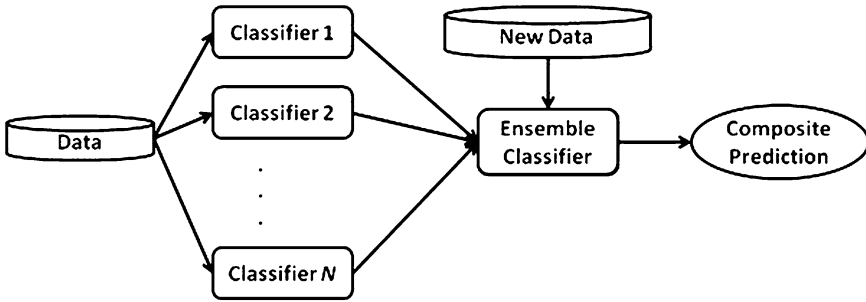 Classifier 1
New Data
Classifier 2
Data
Ensemble
Classifier
Composite
Prediction
Classifier N